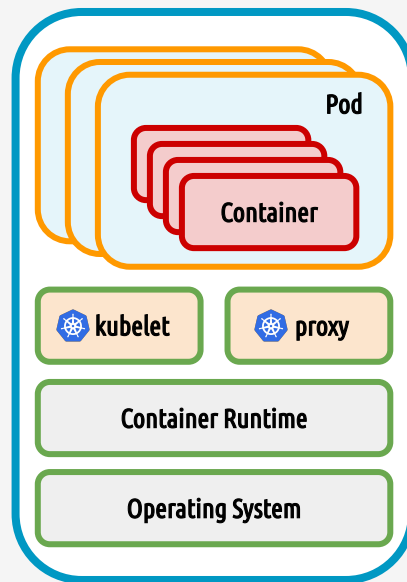 Pod
Container
kubelet
proxy
Container Runtime
Operating System